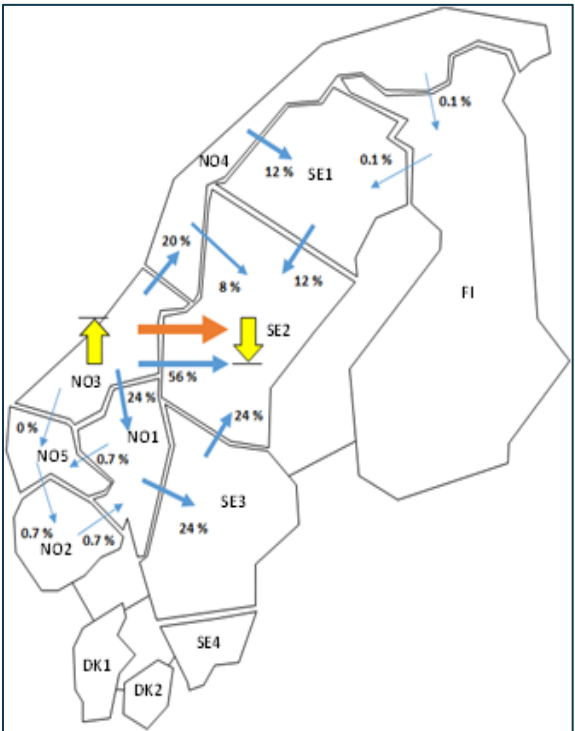 0.1 %
NO4
0.1 %
12 %
SE1
20 %
8 %
12 %
FI
SE2
56 %
NO3
24 %
0 %
NO1
24 %
NO5
0.7 %
24 %
SE3
0.7 %
NO2
0.7 %
SE4
DK1
DK2